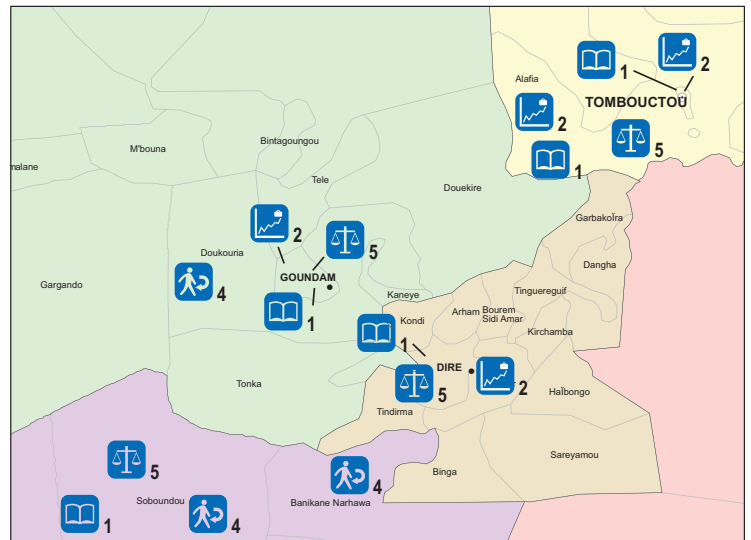 1
2
Alafia
TOMBOUCTOU
2
5
1
M'bouna
Bintagoungou
malane
Tele
Douekire
Garbakoïra
2
5
Doukouria
Dangha
GOUNDAM
Gargando
4
Tinguereguif
Kaneye
1
Arham
Bourem
Sidi Amar
Kondi
Kirchamba
1
DIRE
Tonka
5
2
Haïbongo
Tindirma
Sareyamou
5
Binga
4
Soboundou
Banikane Narhawa
1
4